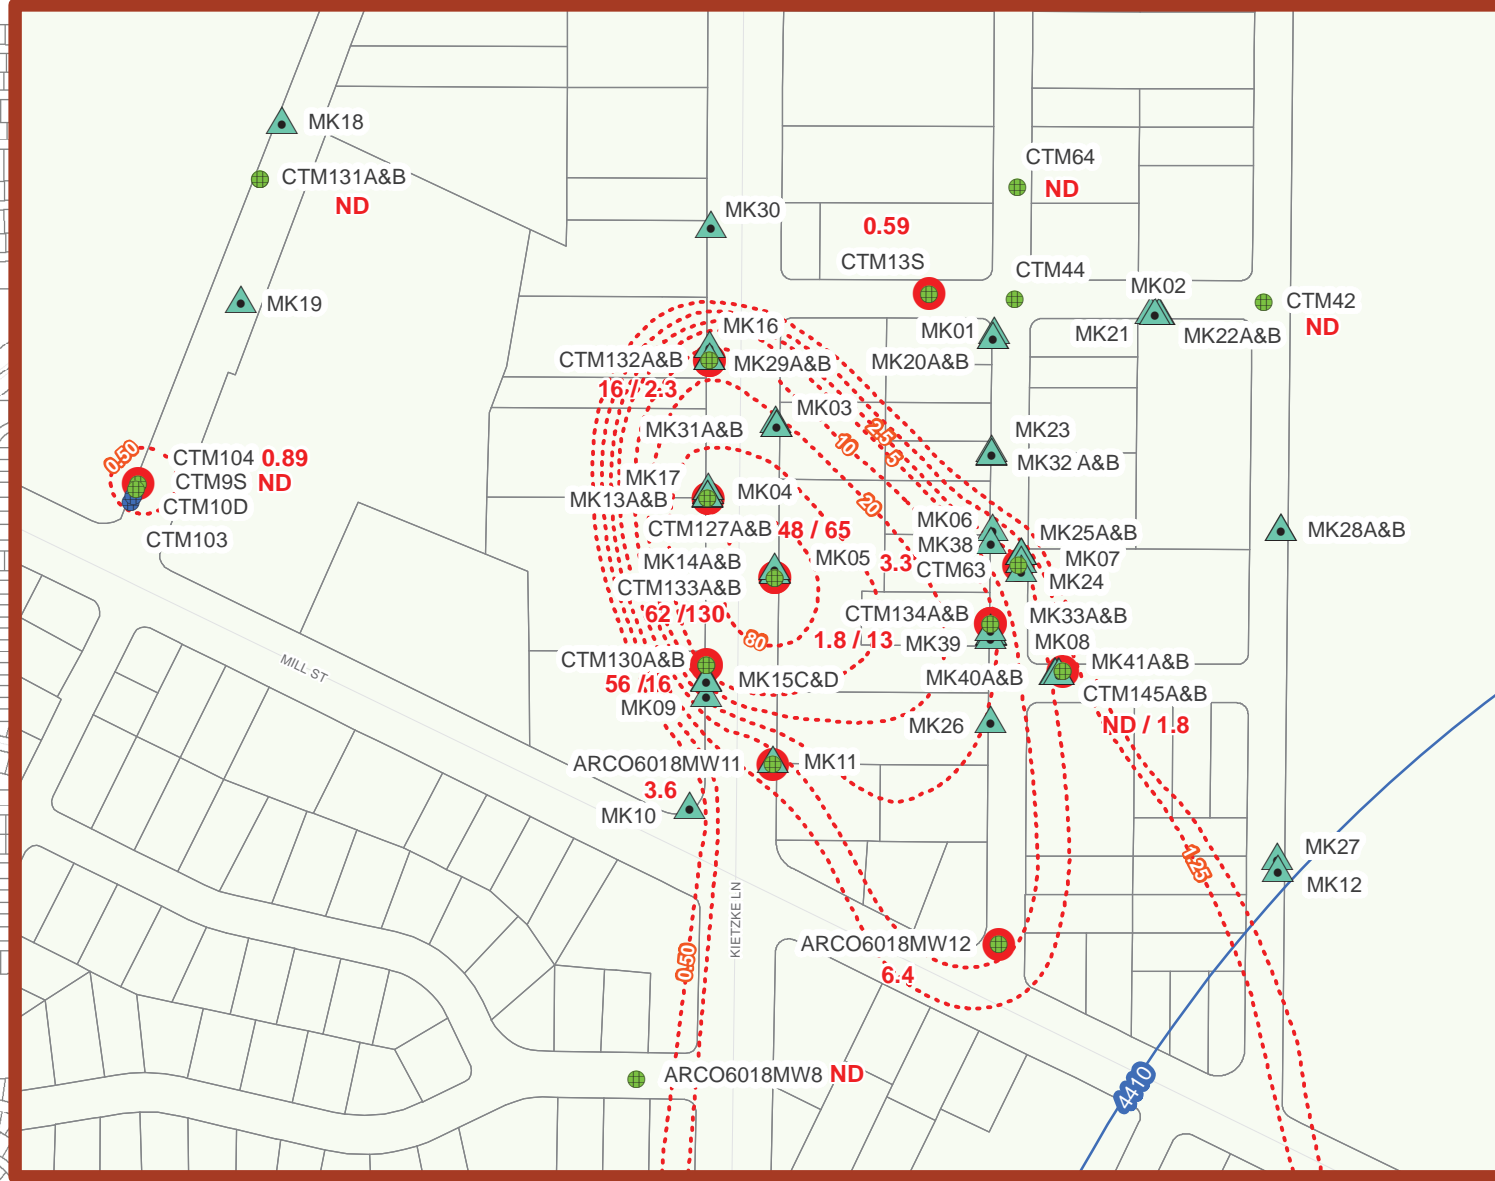 MK18
CTM64
CTM131A&B
ND
ND
MK30
0.59
CTM13S
CTM44
MK02
MK19
CTM42
ND
MK16
MK01
MK21
MK22A&B
CTM132A&B
MK29A&B
MK20A&B
16 / 2.3
MK03
MK31A&B
10
2.5
5
MK23
MK32 A&B
0.50
CTM104 0.89
CTM9S ND
CTM10D
CTM103
MK17
MK04
MK13A&B
20
CTM127A&B
48 / 65
MK06
MK25A&B
MK28A&B
MK38
MK07
MK14A&B
MK05
3.3
CTM63
MK24
CTM133A&B
62 /130
CTM134A&B
MK33A&B
80
1.8 / 13
MK39
MK08
CTM130A&B
MK41A&B
MILL ST
56 /16
MK15C&D
MK40A&B
CTM145A&B
MK09
MK26
ND / 1.8
ARCO6018MW11
MK11
3.6
MK10
MK27
1.25
MK12
KIETZKE LN
ARCO6018MW12
0.50
6.4
ARCO6018MW8 ND
4410